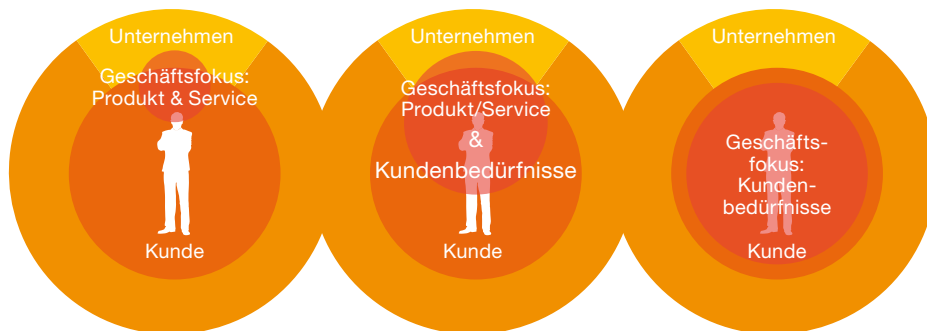 Unternehmen
Geschäftsfokus:
Produkt & Service
Kunde
Unternehmen
Geschäftsfokus:
Produkt/Service
&
Kundenbedürfnisse
Kunde
Unternehmen
Geschäfts-
fokus:
Kunden-
bedürfnisse
Kunde